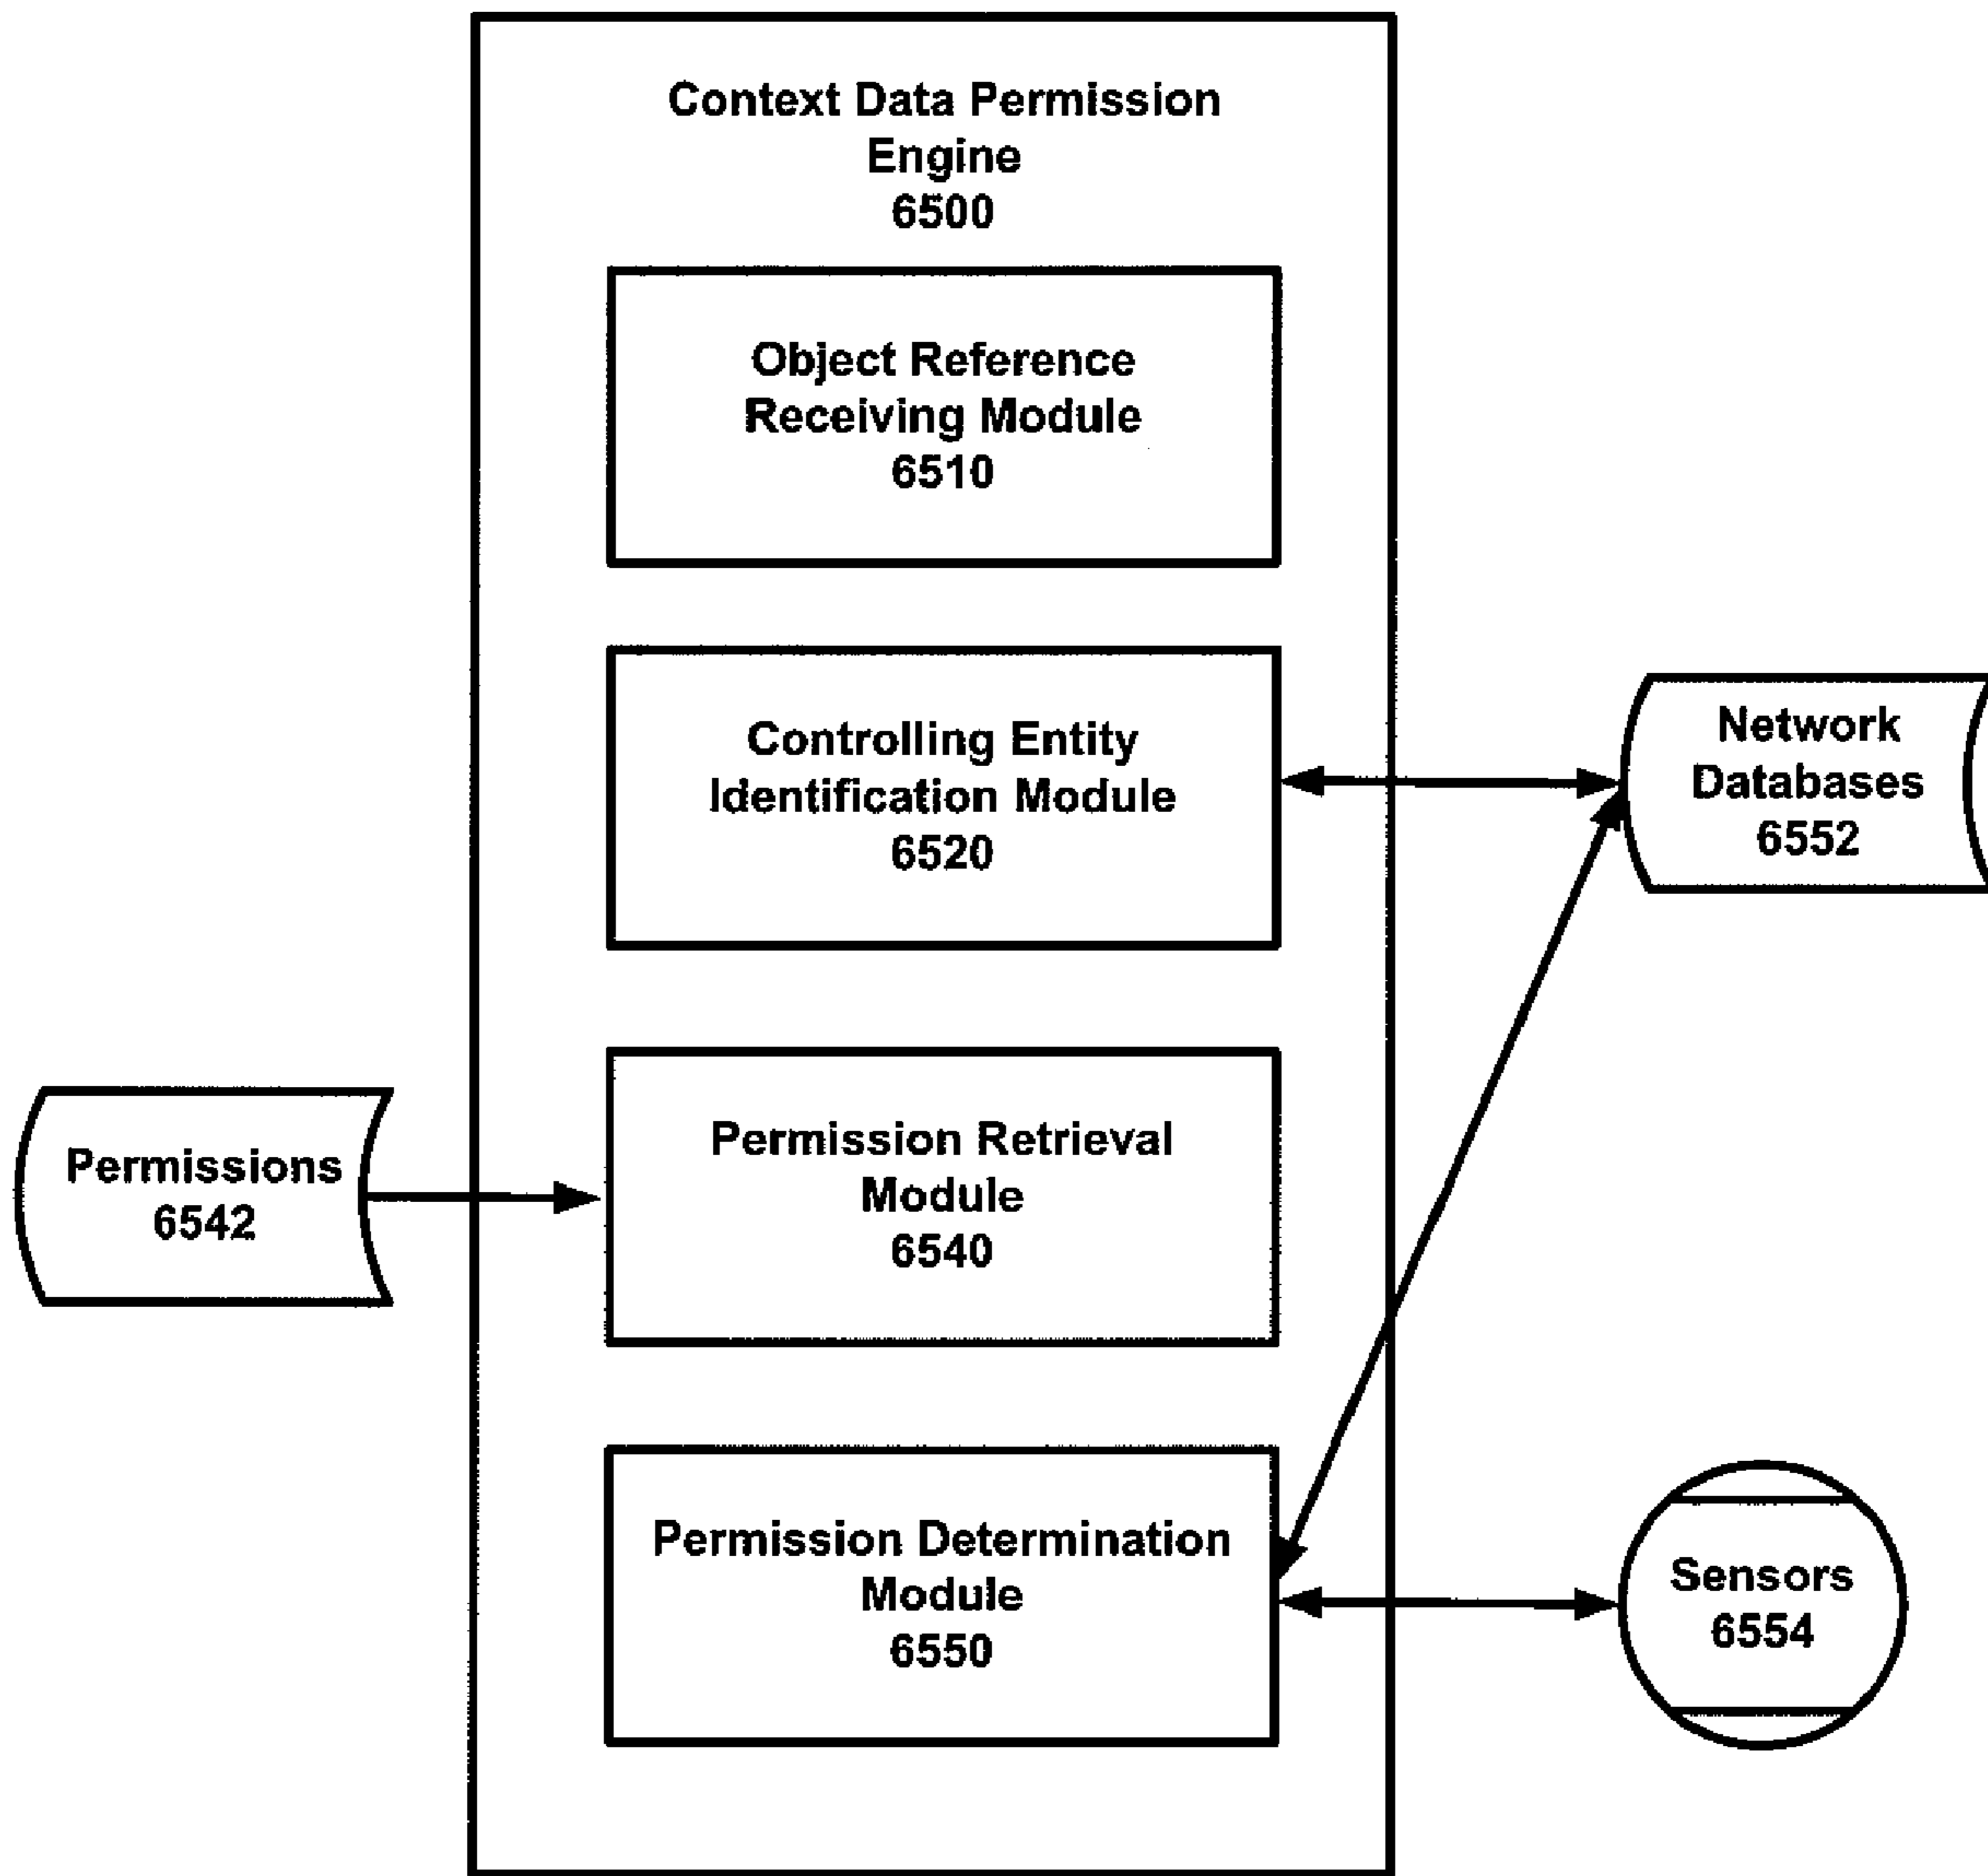 Context Data Permission
Engine
6500
Object Reference
Receiving Module
6510
Controlling Entity
Identification Module
6520
Network
Databases
6552
Permission Retrieval
Module
6540
Permissions
6542
Permission Determination
Module
6550
Sensors
6554